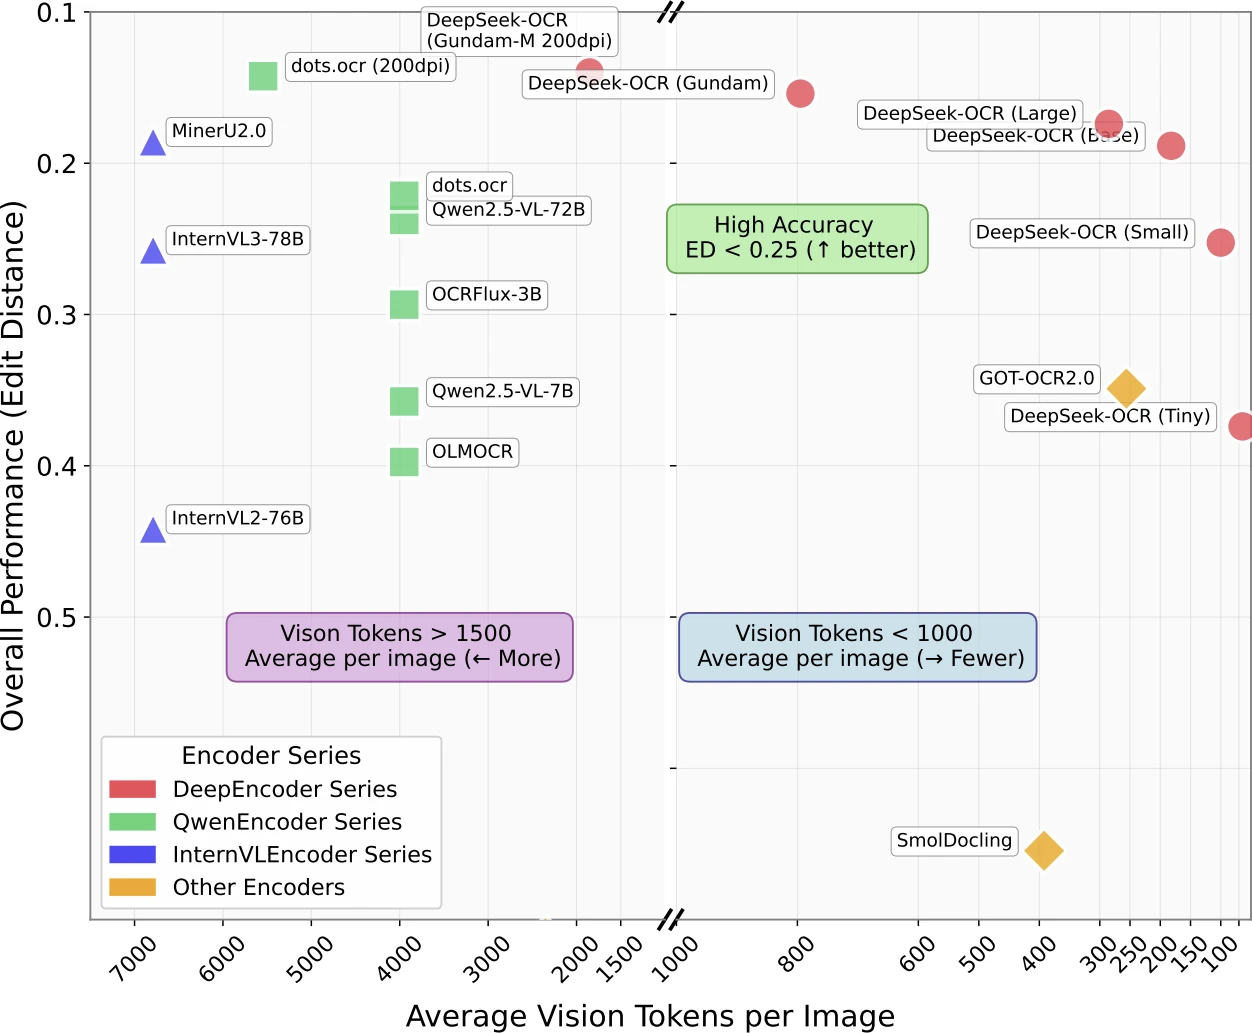 DeepSeek-OCR
(Gundam-M 200dpi)
dots.ocr (200dpi)
DeepSeek-OCR (Gundam)
DeepSeek-OCR (Large)
DeepSeek-OCR (Base)
MinerU2.0
dots.ocr
Qwen2.5-VL-72B
High Accuracy
ED < 0.25 (↑ better)
DeepSeek-OCR (Small)
InternVL3-78B
OCRFlux-3B
GOT-OCR2.0
Qwen2.5-VL-7B
DeepSeek-OCR (Tiny)
OLMOCR
InternVL2-76B
Vison Tokens > 1500
Average per image (← More)
Vision Tokens < 1000
Average per image (→ Fewer)
SmolDocling
Encoder Series
DeepEncoder Series
QwenEncoder Series
InternVLEncoder Series
Other Encoders
0.1
0.2
0.3
0.4
0.5
Overall Performance (Edit Distance)
7000
6000
5000
4000
3000
2000
1500
1000
800
600
500
400
300
250
200
150
100
Average Vision Tokens per Image